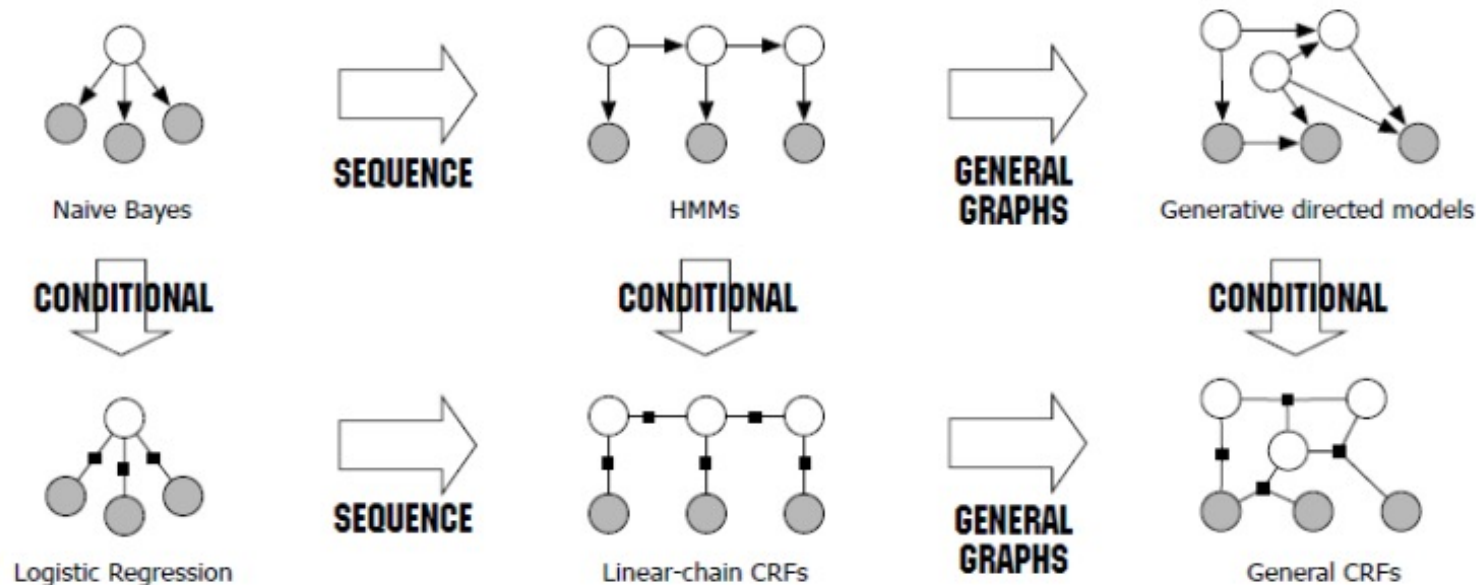 SEQUENCE
GENERAL
GRAPHS
Naive Bayes
HMMs
Generative directed models
CONDITIONAL
CONDITIONAL
CONDITIONAL
SEQUENCE
GENERAL
GRAPHS
Logistic Regression
Linear-chain CRFs
General CRFs